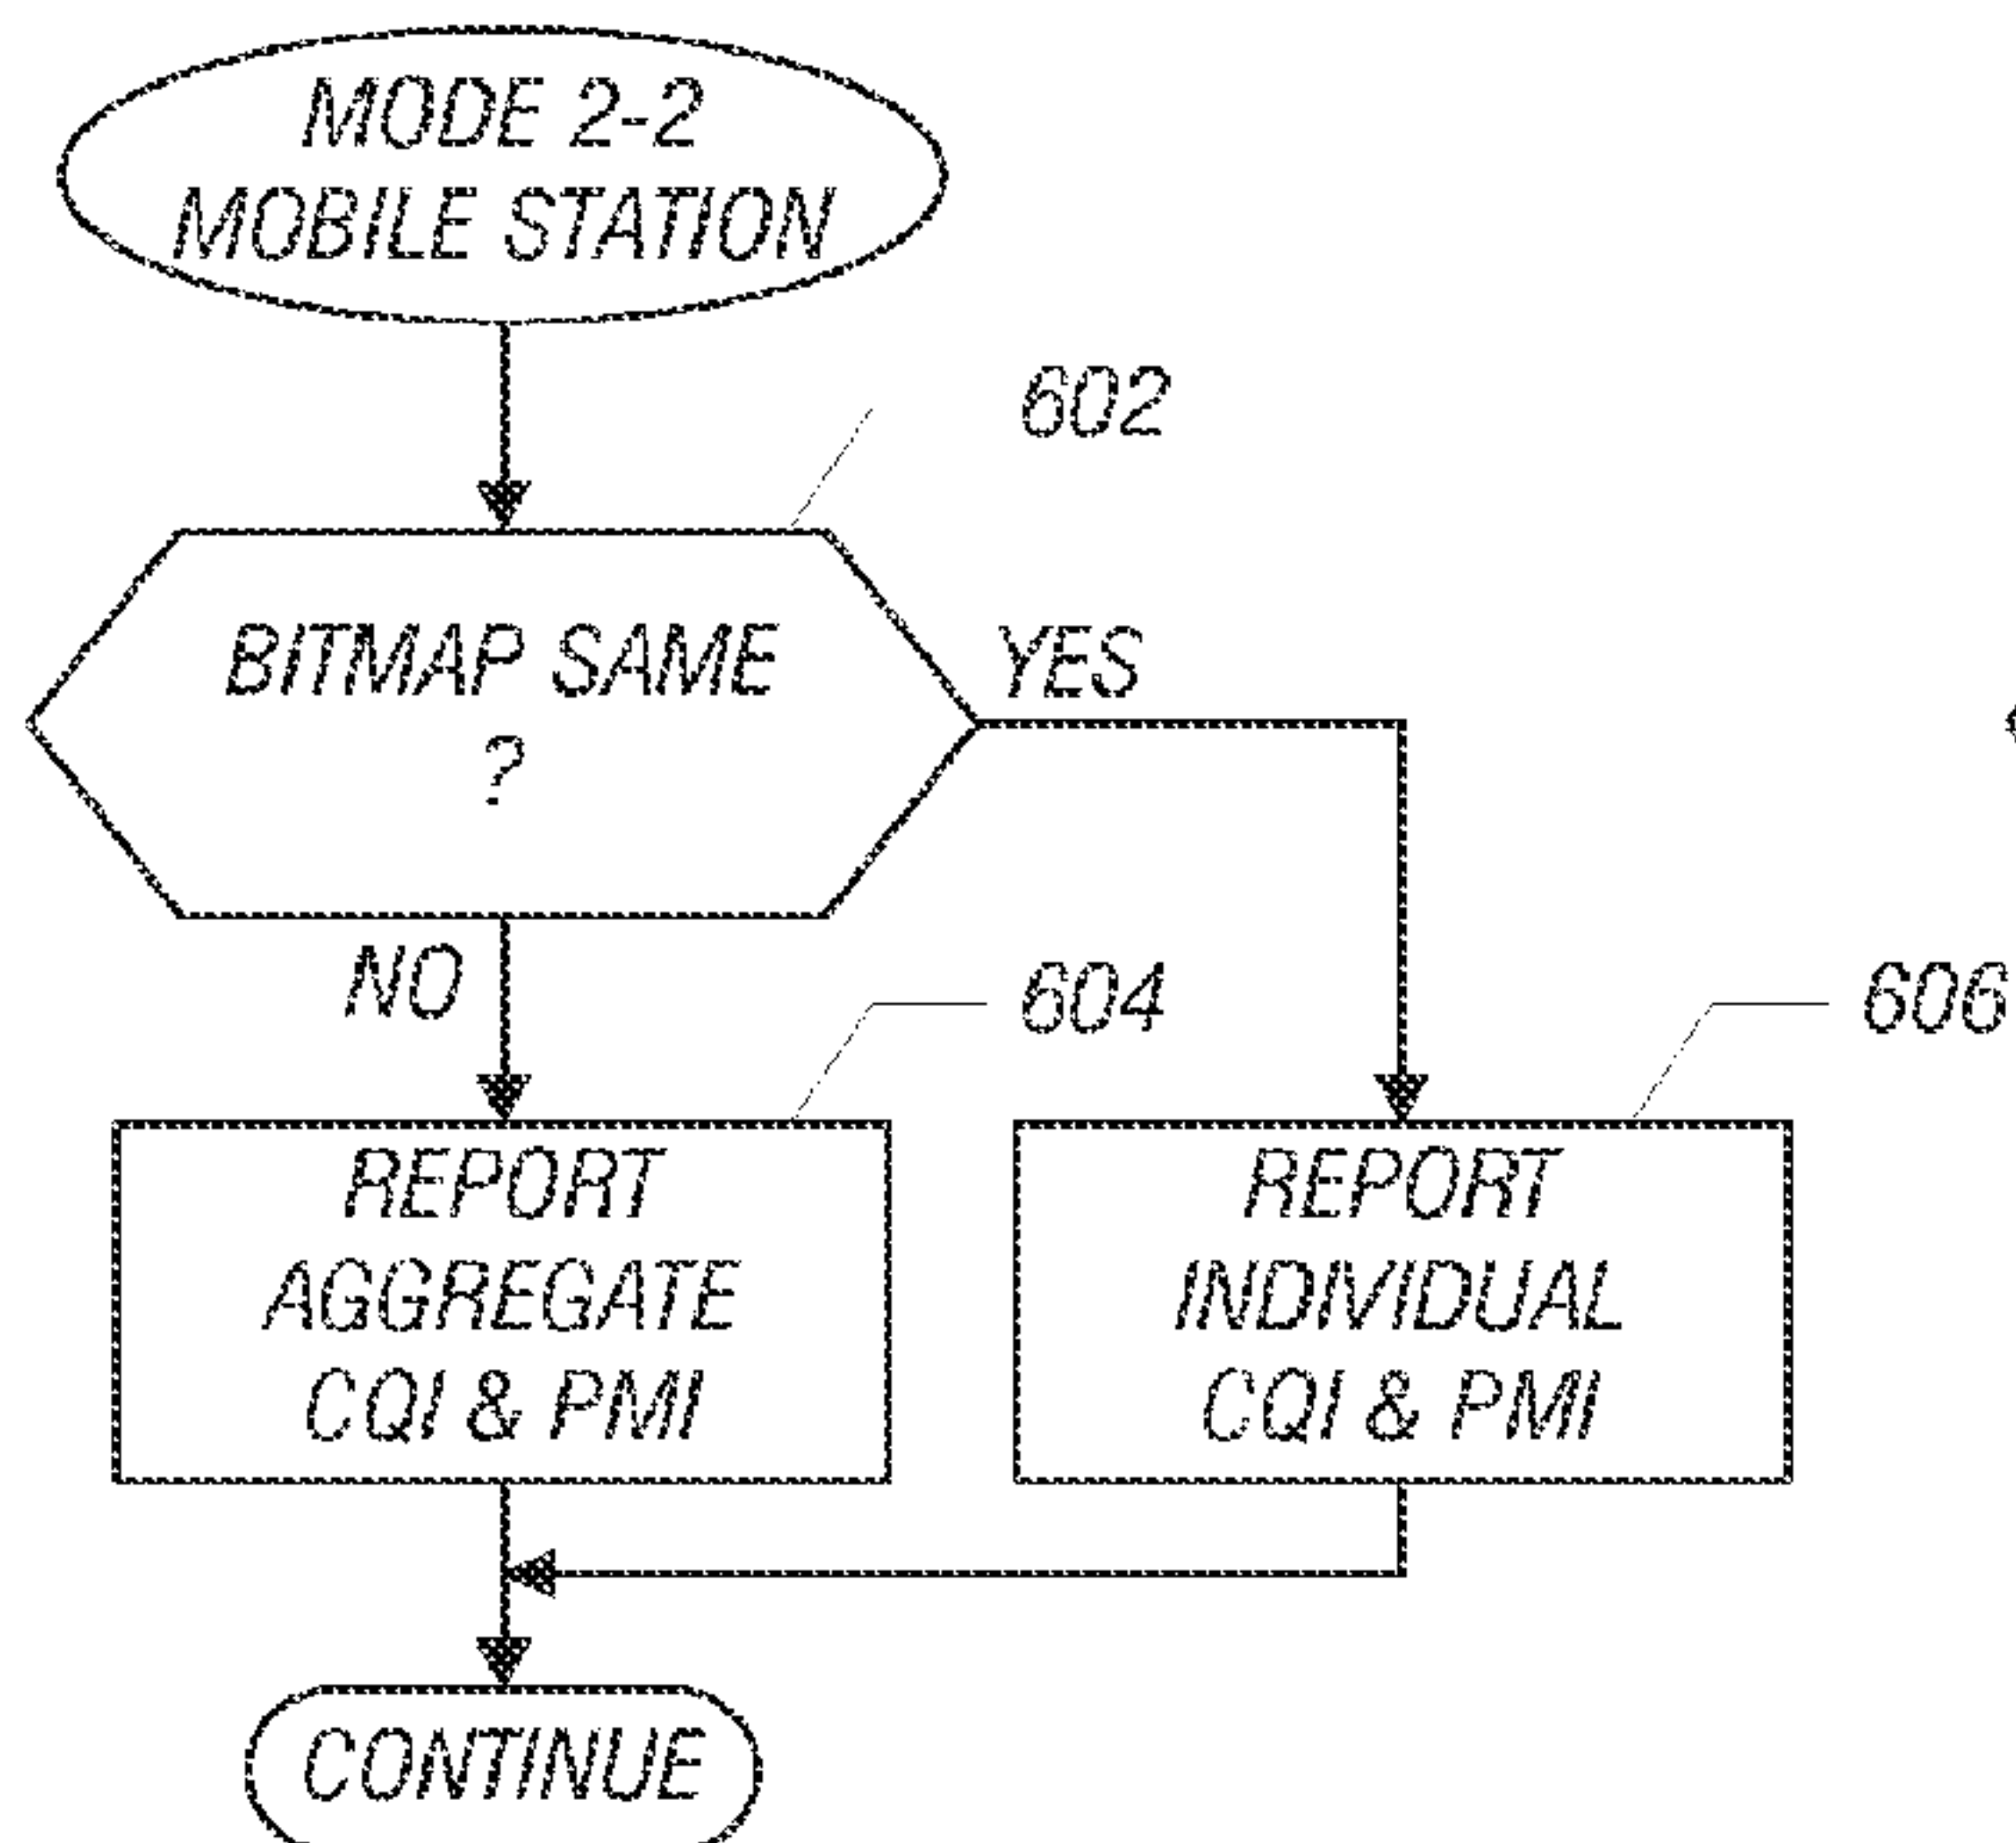 MODE 2-2
MOBILE STATION
602
BITMAP SAME
?
YES
NO
604
606
REPORT
AGGREGATE
CQI & PMI
REPORT
INDIVIDUAL
CQI & PMI
CONTINUE